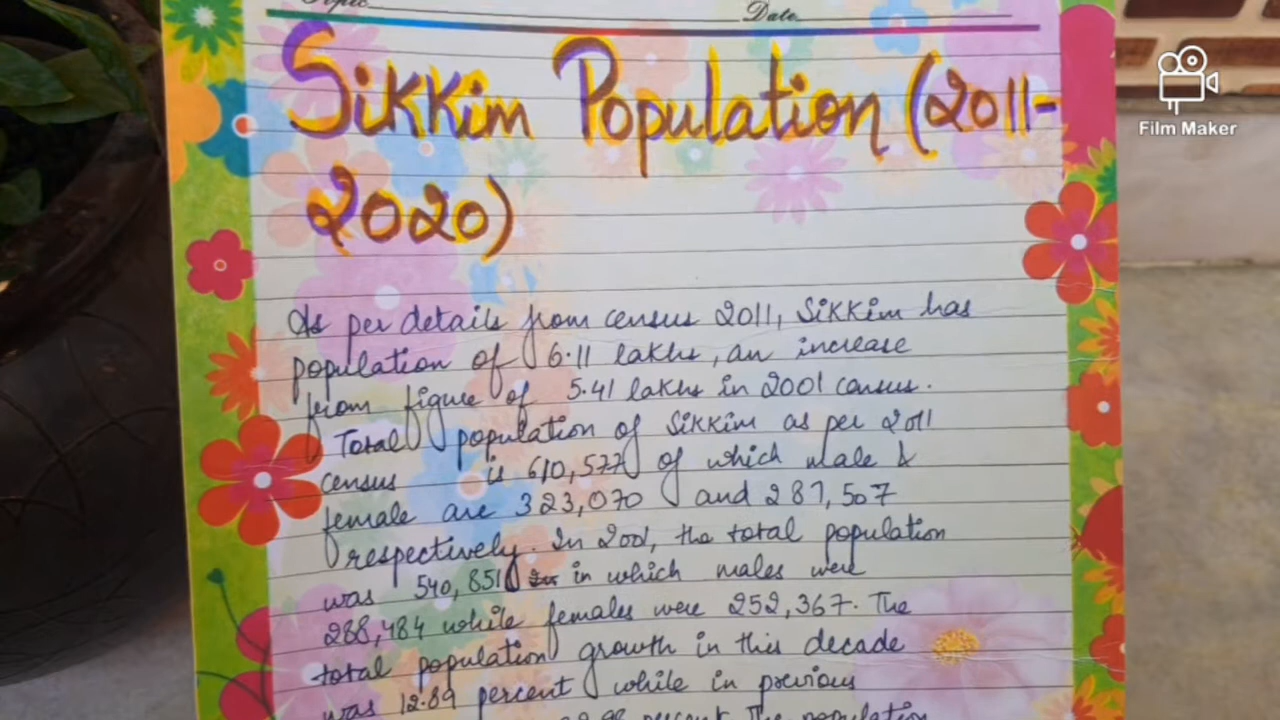 Topic Date
Film Maker
Sikkim Population (2011-
2020)
As per details from census 2011, Sikkim has
population of 6.11 lakhs, an increase
from figure of 5.41 lakhs in 2001 census.
Total population of Sikkim as per 2011
census is 610,577 of which male &
female are 323,070 and 287,507
respectively. In 2001, the total population
was 540,851 in which males were
288,484 while females were 252,367. The
total population growth in this decade
was 12.89 percent while in previous
percent. The population